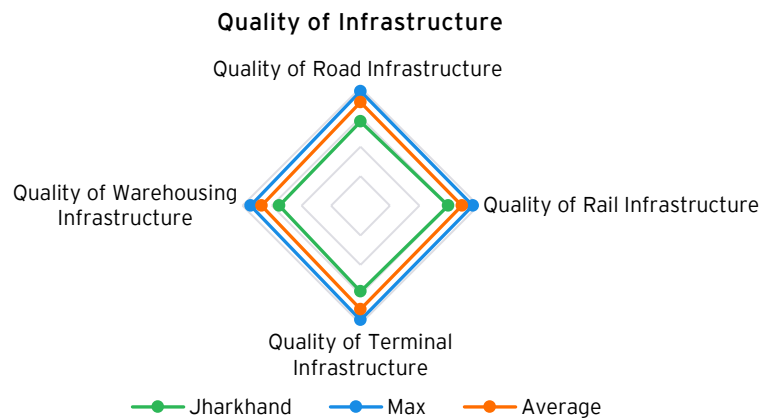 Quality of Infrastructure
Quality of Road Infrastructure
Quality of Warehousing
Infrastructure
Quality of Rail Infrastructure
Quality of Terminal
Infrastructure
Jharkhand
Max
Average